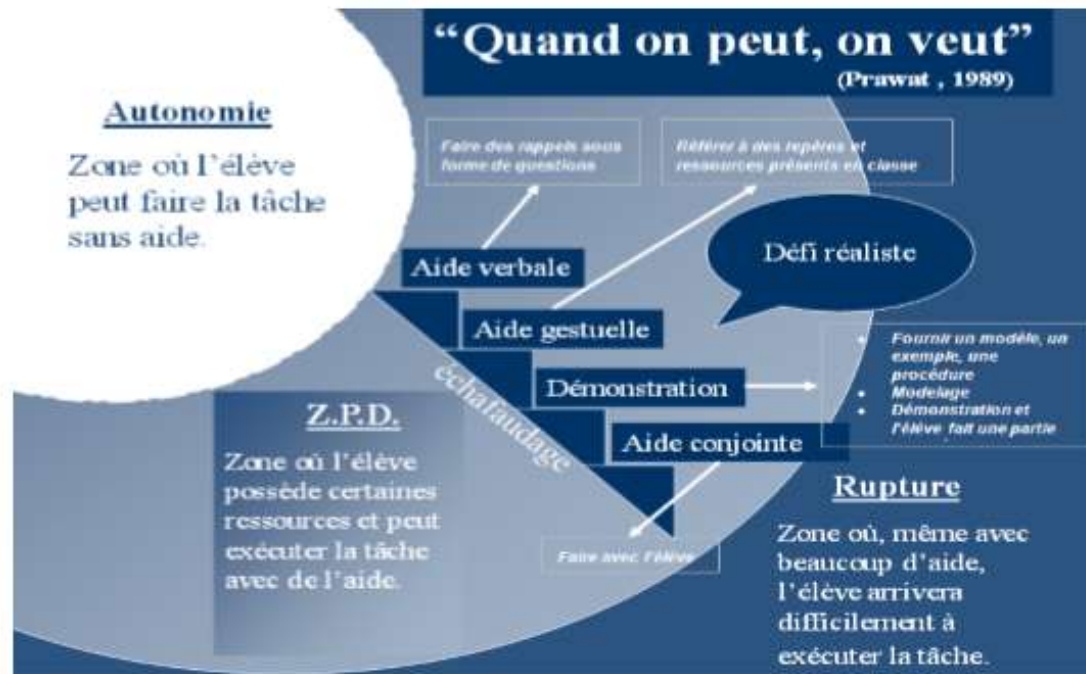 “Quand on peut, on veut”
(Prawat , 1989)
Autonomie
Zone où l’élève
peut faire la tâche
sans aide.
Faire des rappels sous
forme de questions
Référer à des repères et
ressources présents en classe
Défi réaliste
Aide verbale
Aide gestuelle
Démonstration
Aide conjointe
échafaudage
• Fournir un modèle, un
exemple, une
procédure
• Modelage
• Démonstration et
l'élève fait une partie
Faire avec l'élève
Z.P.D.
Zone où l’élève
possède certaines
ressources et peut
exécuter la tâche
avec de l’aide.
Rupture
Zone où, même avec
beaucoup d’aide,
l’élève arrivera
difficilement à
exécuter la tâche.